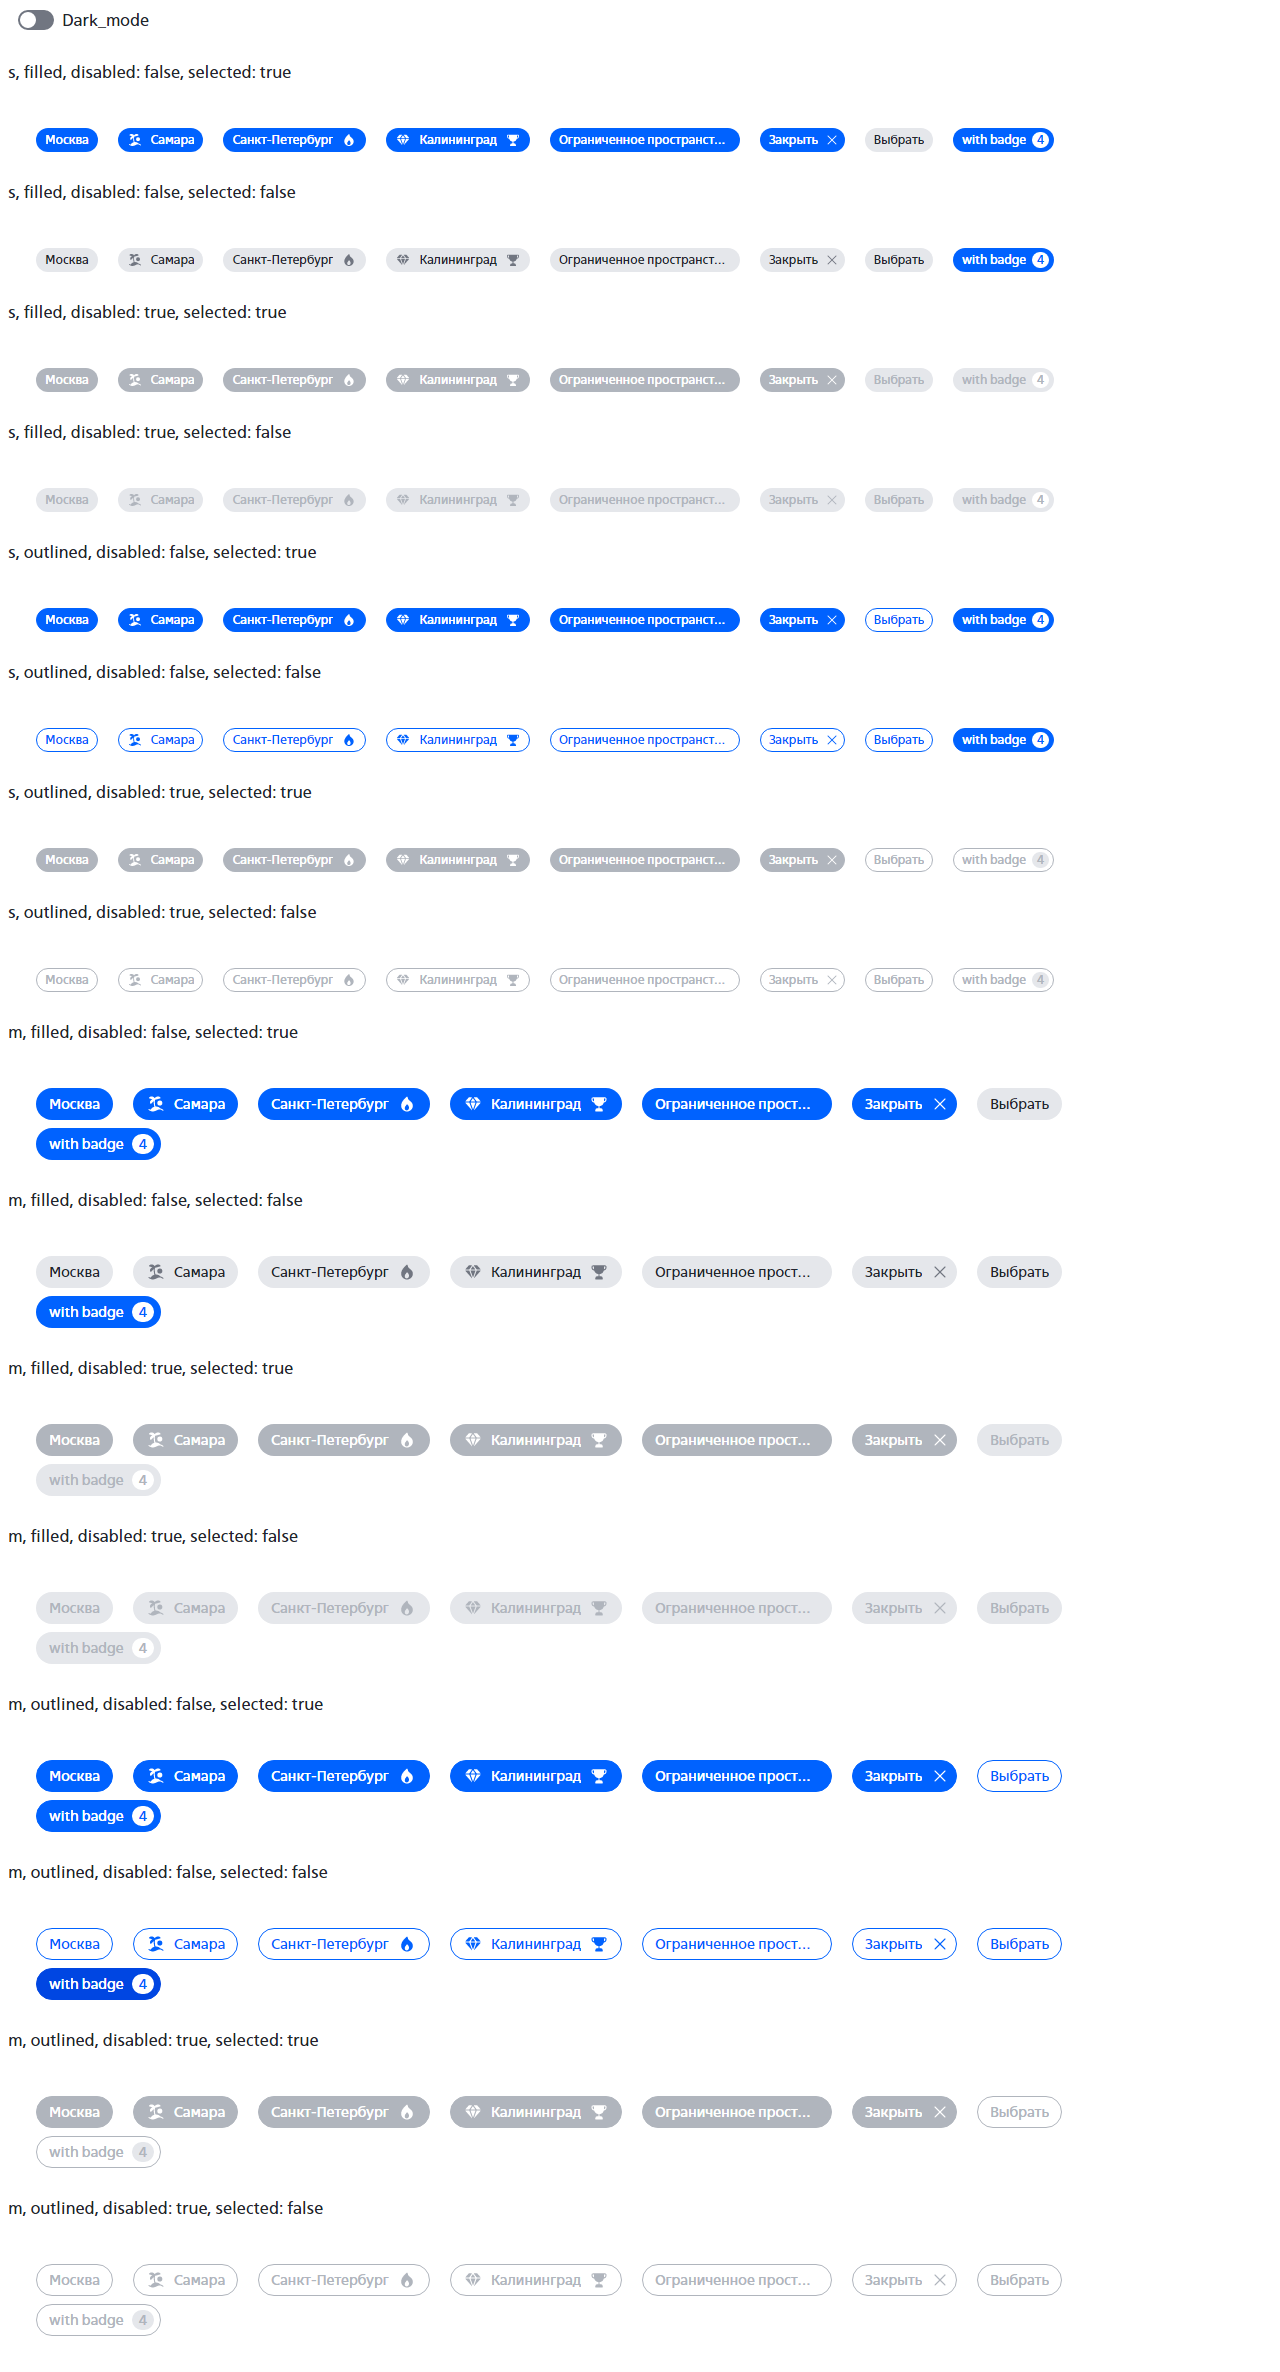 Dark_mode
s, filled, disabled: false, selected: true
Москва Самара Санкт-Петербург Калининград Ограниченное пространст... Закрыть Выбрать with badge 4
s, filled, disabled: false, selected: false
Москва Самара Санкт-Петербург Калининград Ограниченное пространст... Закрыть Выбрать with badge 4
s, filled, disabled: true, selected: true
Москва Самара Санкт-Петербург Калининград Ограниченное пространст... Закрыть Выбрать with badge 4
s, filled, disabled: true, selected: false
Москва Самара Санкт-Петербург Калининград Ограниченное пространст... Закрыть Выбрать with badge 4
s, outlined, disabled: false, selected: true
Москва Самара Санкт-Петербург Калининград Ограниченное пространст... Закрыть Выбрать with badge 4
s, outlined, disabled: false, selected: false
Москва Самара Санкт-Петербург Калининград Ограниченное пространст... Закрыть Выбрать with badge 4
s, outlined, disabled: true, selected: true
Москва Самара Санкт-Петербург Калининград Ограниченное пространст... Закрыть Выбрать with badge 4
s, outlined, disabled: true, selected: false
Москва Самара Санкт-Петербург Калининград Ограниченное пространст... Закрыть Выбрать with badge 4
m, filled, disabled: false, selected: true
Москва Самара Санкт-Петербург Калининград Ограниченное прост... Закрыть Выбрать
with badge 4
m, filled, disabled: false, selected: false
Москва Самара Санкт-Петербург Калининград Ограниченное прост... Закрыть Выбрать
with badge 4
m, filled, disabled: true, selected: true
Москва Самара Санкт-Петербург Калининград Ограниченное прост... Закрыть Выбрать
with badge 4
m, filled, disabled: true, selected: false
Москва Самара Санкт-Петербург Калининград Ограниченное прост... Закрыть Выбрать
with badge 4
m, outlined, disabled: false, selected: true
Москва Самара Санкт-Петербург Калининград Ограниченное прост... Закрыть Выбрать
with badge 4
m, outlined, disabled: false, selected: false
Москва Самара Санкт-Петербург Калининград Ограниченное прост... Закрыть Выбрать
with badge 4
m, outlined, disabled: true, selected: true
Москва Самара Санкт-Петербург Калининград Ограниченное прост... Закрыть Выбрать
with badge 4
m, outlined, disabled: true, selected: false
Москва Самара Санкт-Петербург Калининград Ограниченное прост... Закрыть Выбрать
with badge 4